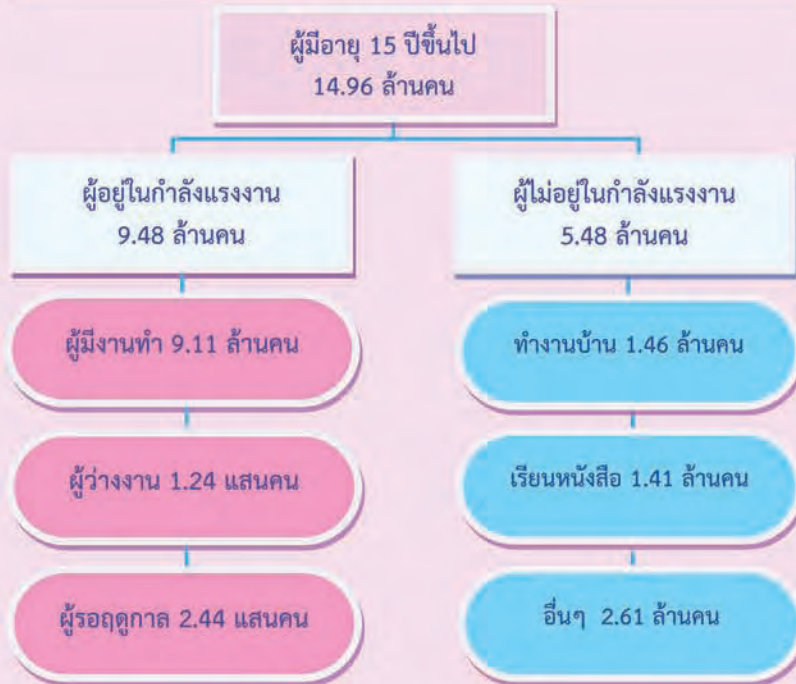 ผู้มีอายุ 15 ปีขึ้นไป
14.96 ล้านคน
ผู้อยู่ในกำลังแรงงาน
9.48 ล้านคน
ผู้ไม่อยู่ในกำลังแรงงาน
5.48 ล้านคน
ผู้มีงานทำ 9.11 ล้านคน
ทำงานบ้าน 1.46 ล้านคน
ผู้ว่างงาน 1.24 แสนคน
เรียนหนังสือ 1.41 ล้านคน
ผู้รอฤดูกาล 2.44 แสนคน
อื่นๆ 2.61 ล้านคน